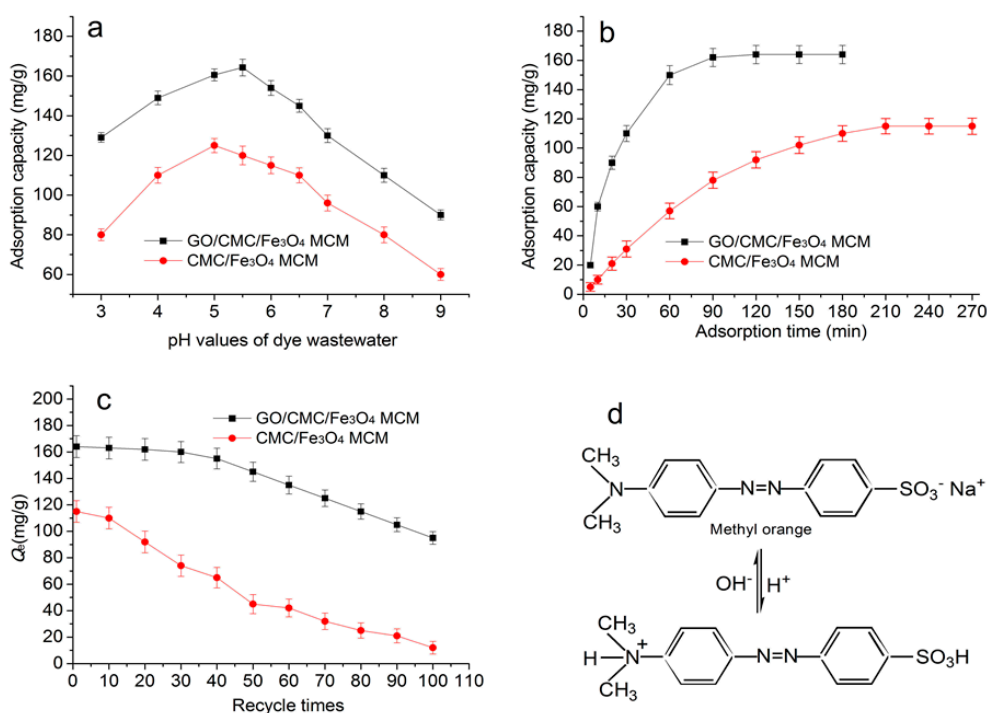 a
180
160
140
120
100
80
60
3 4 5 6 7 8 9
Adsorption capacity (mg/g)
pH values of dye wastewater
GO/CMC/Fe₃O₄ MCM
CMC/Fe₃O₄ MCM
b
180
160
140
120
100
80
60
40
20
0
0 30 60 90 120 150 180 210 240 270
Adsorption capacity (mg/g)
Adsorption time (min)
GO/CMC/Fe₃O₄ MCM
CMC/Fe₃O₄ MCM
c
200
180
160
140
120
100
80
60
40
20
0
0 10 20 30 40 50 60 70 80 90 100 110
Qe(mg/g)
Recycle times
GO/CMC/Fe₃O₄ MCM
CMC/Fe₃O₄ MCM
d
CH₃
N
CH₃
N=N
SO₃⁻ Na⁺
Methyl orange
OH⁻ H⁺
CH₃
H N +
CH₃
N=N
SO₃H